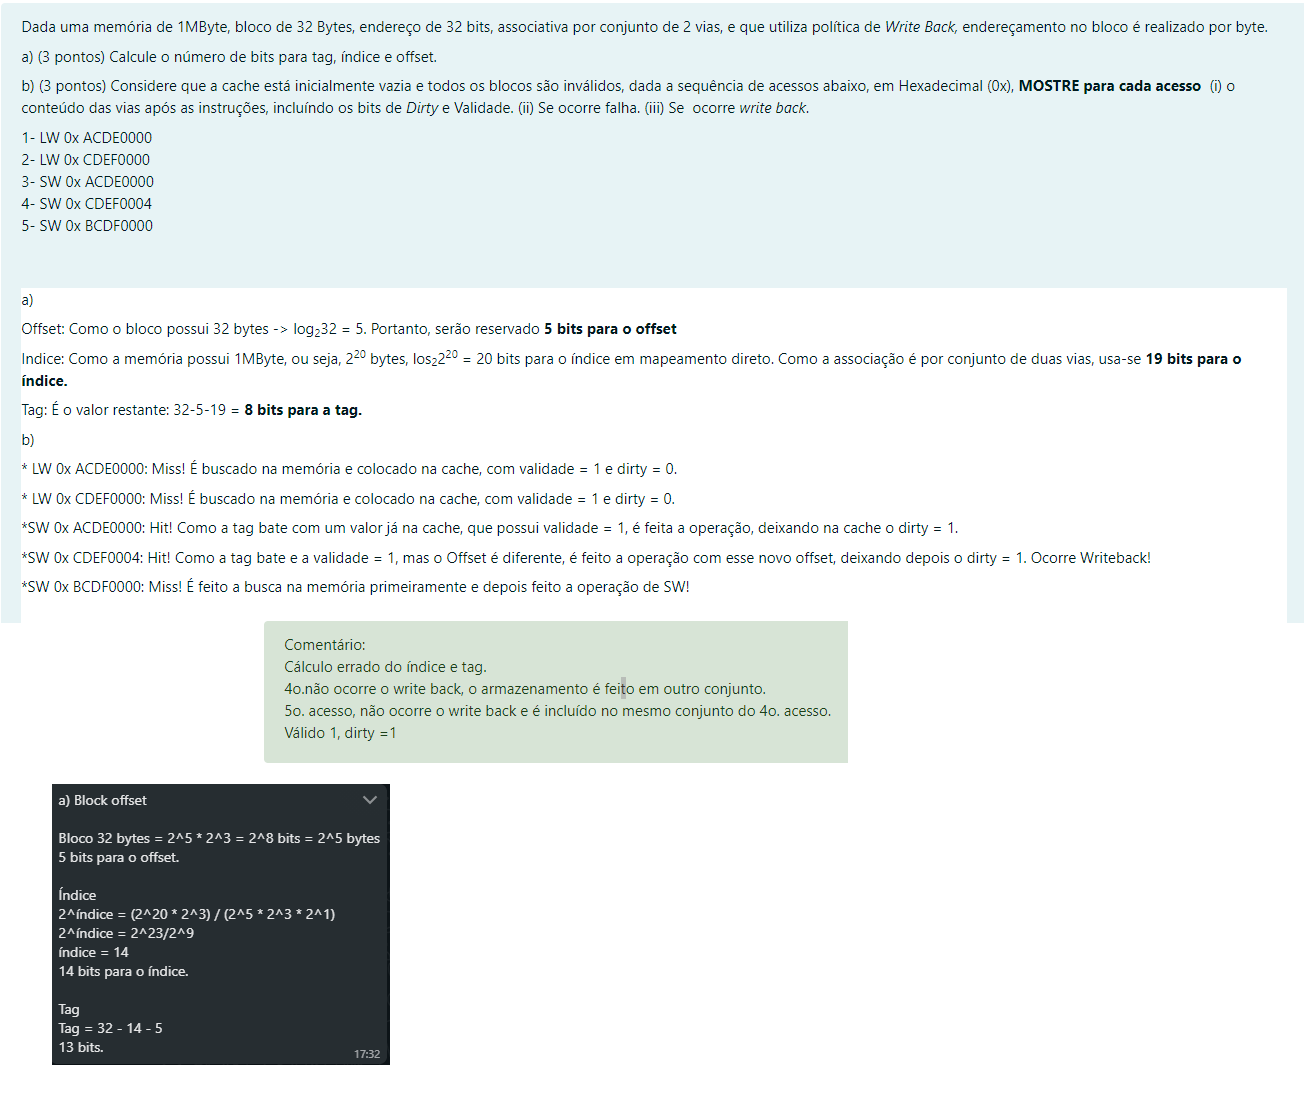 Dada uma memória de 1MByte, bloco de 32 Bytes, endereço de 32 bits, associativa por conjunto de 2 vias, e que utiliza política de Write Back, endereçamento no bloco é realizado por byte.
a) (3 pontos) Calcule o número de bits para tag, índice e offset.
b) (3 pontos) Considere que a cache está inicialmente vazia e todos os blocos são inválidos, dada a sequência de acessos abaixo, em Hexadecimal (0x), MOSTRE para cada acesso (i) o
conteúdo das vias após as instruções, incluíndo os bits de Dirty e Validade. (ii) Se ocorre falha. (iii) Se ocorre write back.
1- LW 0x ACDE0000
2- LW 0x CDEF0000
3- SW 0x ACDE0000
4- SW 0x CDEF0004
5- SW 0x BCDF0000
a)
Offset: Como o bloco possui 32 bytes -> log₂32 = 5. Portanto, serão reservado 5 bits para o offset
Indice: Como a memória possui 1MByte, ou seja, 2²⁰ bytes, los₂2²⁰ = 20 bits para o índice em mapeamento direto. Como a associação é por conjunto de duas vias, usa-se 19 bits para o
índice.
Tag: É o valor restante: 32-5-19 = 8 bits para a tag.
b)
* LW 0x ACDE0000: Miss! É buscado na memória e colocado na cache, com validade = 1 e dirty = 0.
* LW 0x CDEF0000: Miss! É buscado na memória e colocado na cache, com validade = 1 e dirty = 0.
*SW 0x ACDE0000: Hit! Como a tag bate com um valor já na cache, que possui validade = 1, é feita a operação, deixando na cache o dirty = 1.
*SW 0x CDEF0004: Hit! Como a tag bate e a validade = 1, mas o Offset é diferente, é feito a operação com esse novo offset, deixando depois o dirty = 1. Ocorre Writeback!
*SW 0x BCDF0000: Miss! É feito a busca na memória primeiramente e depois feito a operação de SW!
Comentário:
Cálculo errado do índice e tag.
4o.não ocorre o write back, o armazenamento é feito em outro conjunto.
5o. acesso, não ocorre o write back e é incluído no mesmo conjunto do 4o. acesso.
Válido 1, dirty =1
a) Block offset
Bloco 32 bytes = 2^5 * 2^3 = 2^8 bits = 2^5 bytes
5 bits para o offset.
Índice
2^índice = (2^20 * 2^3) / (2^5 * 2^3 * 2^1)
2^índice = 2^23/2^9
índice = 14
14 bits para o índice.
Tag
Tag = 32 - 14 - 5
13 bits.
17:32